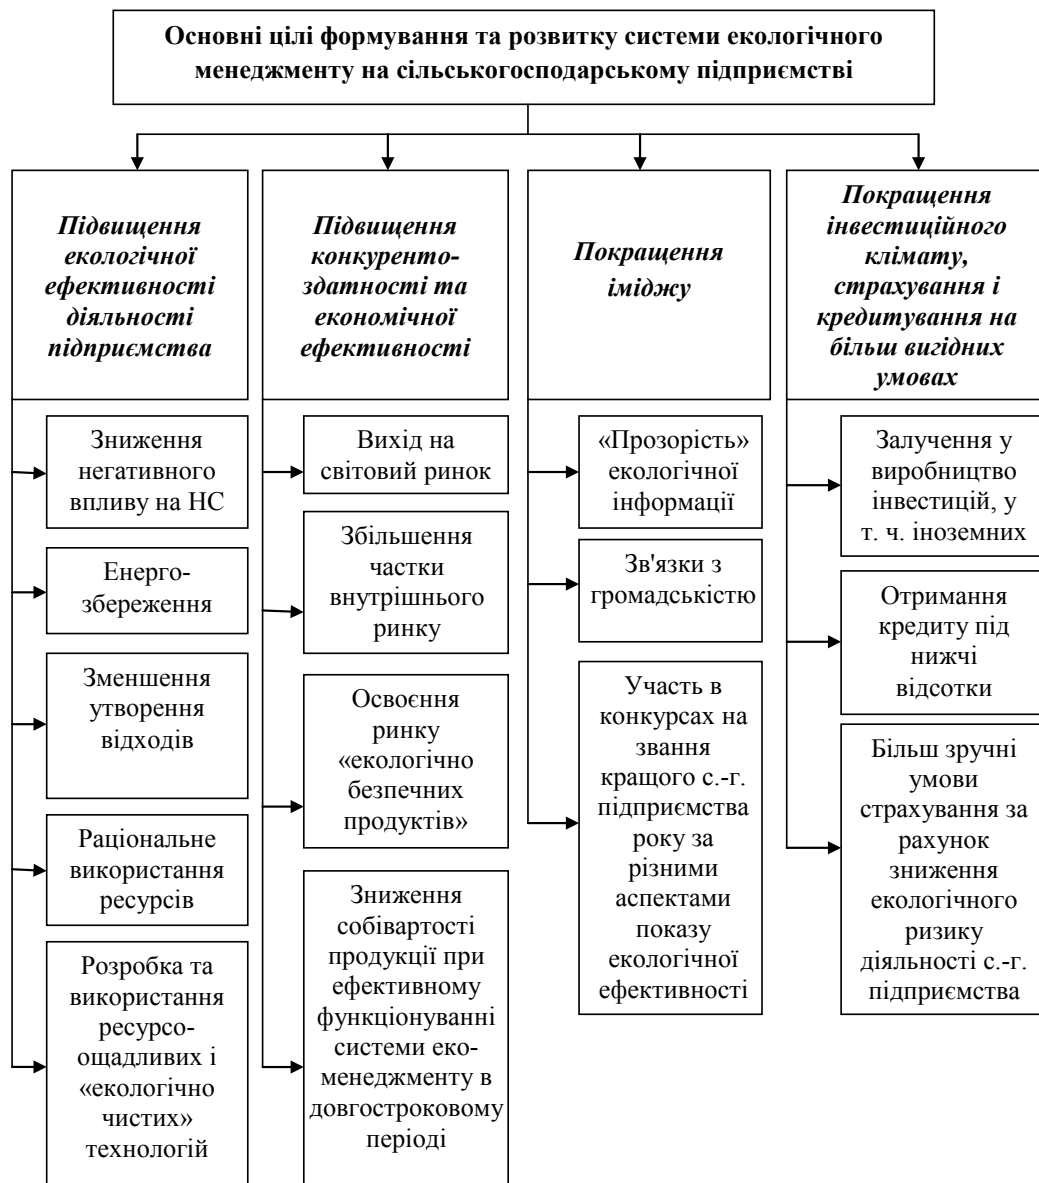 Основні цілі формування та розвитку системи екологічного
менеджменту на сільськогосподарському підприємстві
Підвищення
екологічної
ефективності
діяльності
підприємства
Зниження
негативного
впливу на НС
Енерго-
збереження
Зменшення
утворення
відходів
Раціональне
використання
ресурсів
Розробка та
використання
ресурсо-
ощадливих і
«екологічно
чистих»
технологій
Підвищення
конкуренто-
здатності та
економічної
ефективності
Вихід на
світовий ринок
Збільшення
частки
внутрішнього
ринку
Освоєння
ринку
«екологічно
безпечних
продуктів»
Зниження
собівартості
продукції при
ефективному
функціонуванні
системи еко-
менеджменту в
довгостроковому
періоді
Покращення
іміджу
«Прозорість»
екологічної
інформації
Зв'язки з
громадськістю
Участь в
конкурсах на
звання
кращого с.-г.
підприємства
року за
різними
аспектами
показу
екологічної
ефективності
Покращення
інвестиційного
клімату,
страхування і
кредитування на
більш вигідних
умовах
Залучення у
виробництво
інвестицій, у
т. ч. іноземних
Отримання
кредиту під
нижчі
відсотки
Більш зручні
умови
страхування за
рахунок
зниження
екологічного
ризику
діяльності с.-г.
підприємства